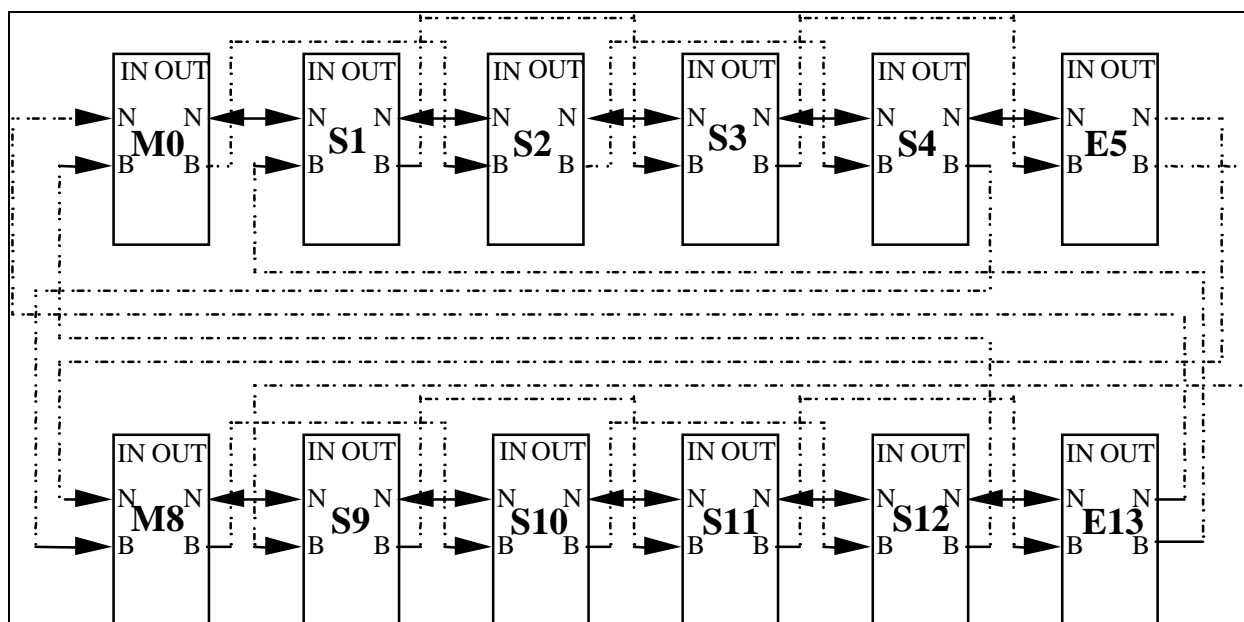 IN OUT IN OUT IN OUT IN OUT IN OUT IN OUT
N N N N N N N N N N N N
M0 S1 S2 S3 S4 E5
B B B B B B B B B B B B
IN OUT IN OUT IN OUT IN OUT IN OUT IN OUT
N N N N N N N N N N N N
M8 S9 S10 S11 S12 E13
B B B B B B B B B B B B